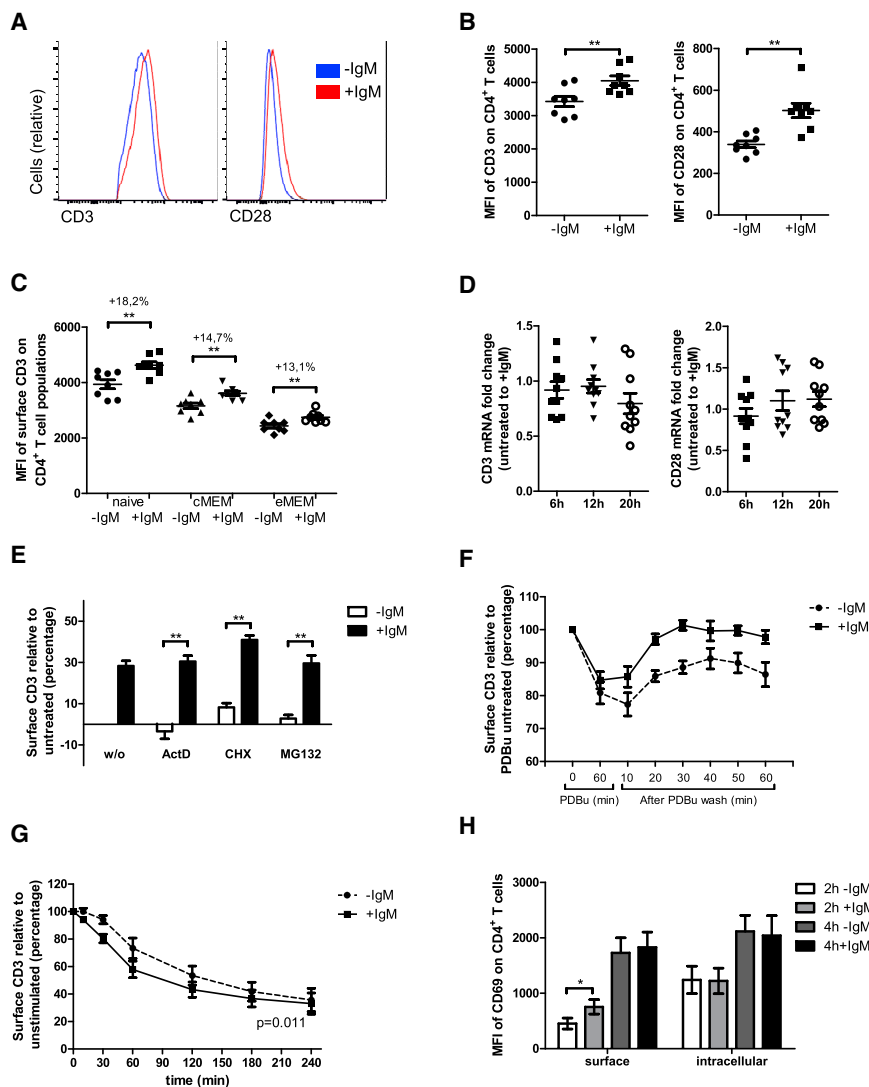 A
Cells (relative)
-IgM
+IgM
CD3
CD28
B
MFI of CD3 on CD4+ T cells
5000
4000
3000
2000
1000
0
**
-IgM
+IgM
MFI of CD28 on CD4+ T cells
800
600
400
200
0
**
-IgM
+IgM
C
MFI of surface CD3 on
CD4+ T cell populations
6000
4000
2000
0
+18,2%
**
+14,7%
**
+13,1%
**
naive
cMEM
eMEM
-IgM +IgM -IgM +IgM -IgM +IgM
D
CD3 mRNA fold change
(untreated to +IgM)
1.5
1.0
0.5
0.0
6h 12h 20h
CD28 mRNA fold change
(untreated to +IgM)
2.0
1.5
1.0
0.5
0.0
6h 12h 20h
E
Surface CD3 relative to
untreated (percentage)
50
30
10
-10
**
**
**
w/o ActD CHX MG132
-IgM
+IgM
F
Surface CD3 relative to
PDBu untreated (percentage)
110
100
90
80
70
60
0 60 10 20 30 40 50 60
PDBu (min)
After PDBu wash (min)
-IgM
+IgM
G
Surface CD3 relative to
unstimulated (percentage)
120
100
80
60
40
20
0
0 30 60 90 120 150 180 210 240
time (min)
p=0.011
-IgM
+IgM
H
MFI of CD69 on CD4+ T cells
3000
2000
1000
0
*
surface
intracellular
2h -IgM
2h +IgM
4h -IgM
4h+IgM